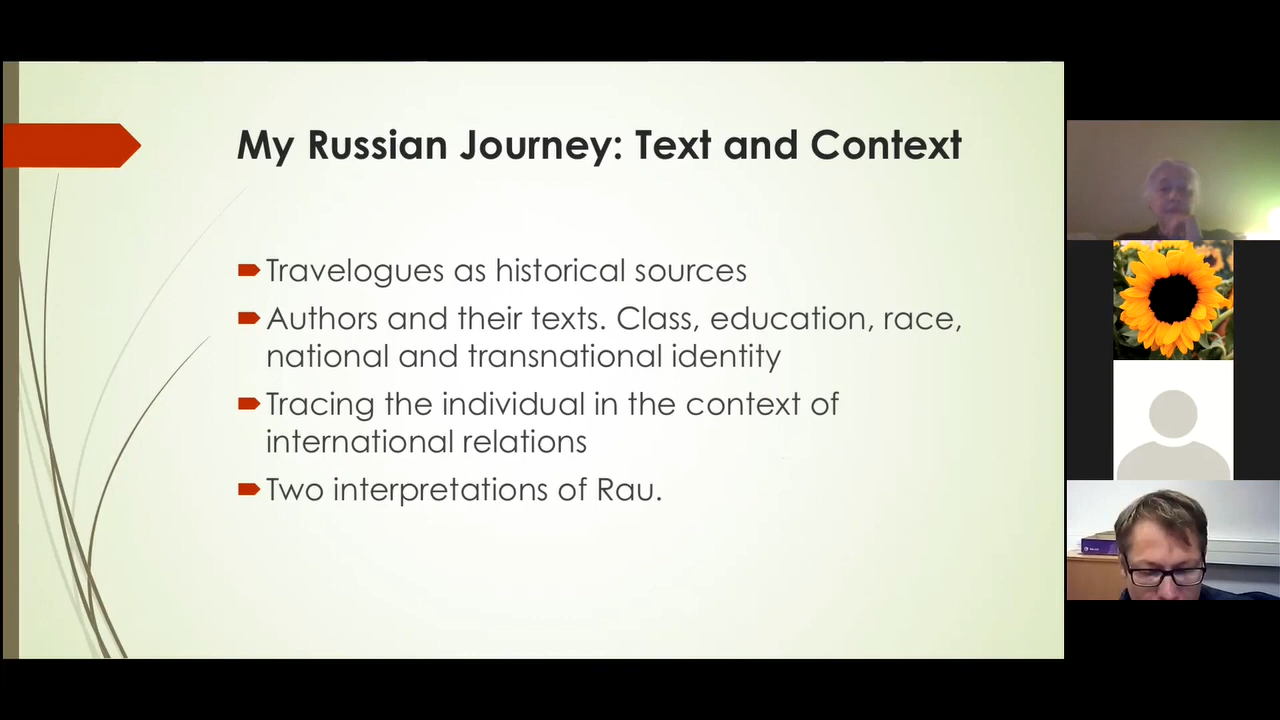 My Russian Journey: Text and Context
Travelogues as historical sources
Authors and their texts. Class, education, race,
national and transnational identity
Tracing the individual in the context of
international relations
Two interpretations of Rau.